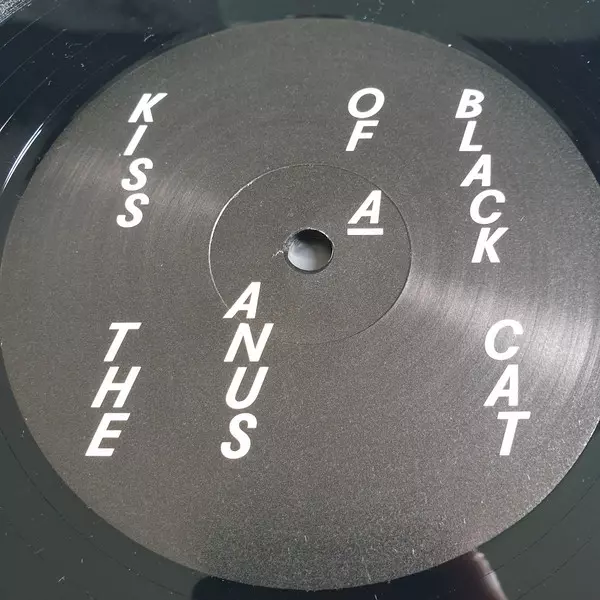 KISS
THE
ANUS
OF
A
BLACK
CAT